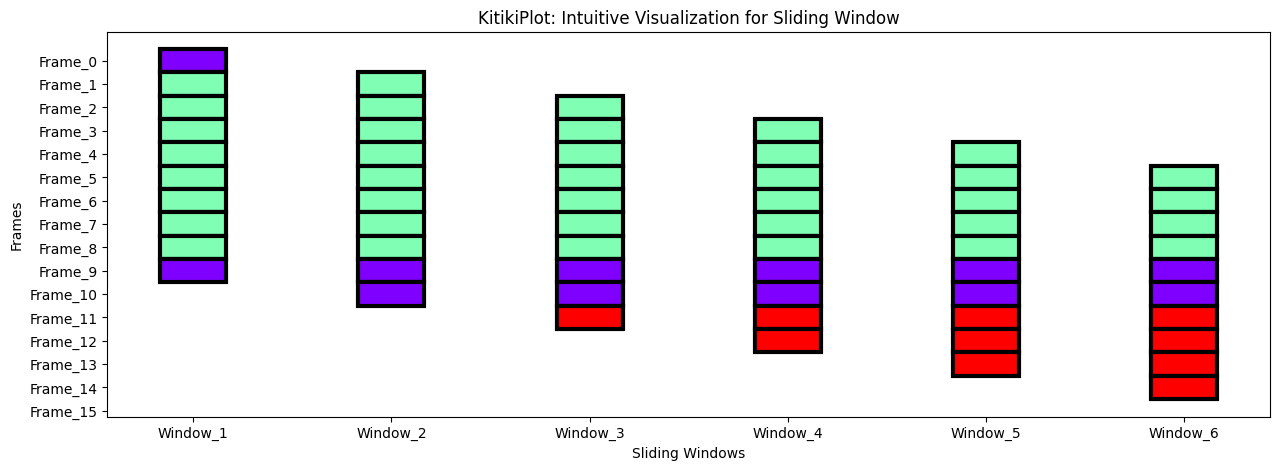 KitikiPlot: Intuitive Visualization for Sliding Window
Frames
Frame_0
Frame_1
Frame_2
Frame_3
Frame_4
Frame_5
Frame_6
Frame_7
Frame_8
Frame_9
Frame_10
Frame_11
Frame_12
Frame_13
Frame_14
Frame_15
Window_1 Window_2 Window_3 Window_4 Window_5 Window_6
Sliding Windows